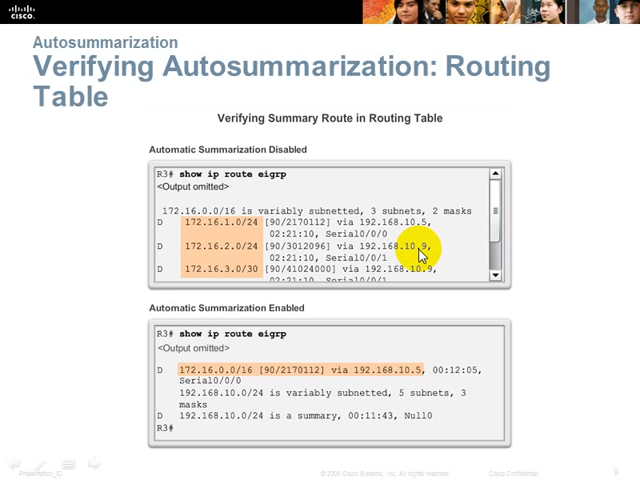 CISCO
Autosummarization
Verifying Autosummarization: Routing
Table
Verifying Summary Route in Routing Table
Automatic Summarization Disabled
R3# show ip route eigrp
<Output omitted>
172.16.0.0/16 is variably subnetted, 3 subnets, 2 masks
D 172.16.1.0/24 [90/2170112] via 192.168.10.5,
02:21:10, Serial0/0/0
D 172.16.2.0/24 [90/3012096] via 192.168.10.9,
02:21:10, Serial0/0/1
D 172.16.3.0/30 [90/41024000] via 192.168.10.9,
02:21:10, Serial0/0/1
Automatic Summarization Enabled
R3# show ip route eigrp
<Output omitted>
D 172.16.0.0/16 [90/2170112] via 192.168.10.5, 00:12:05,
Serial0/0/0
192.168.10.0/24 is variably subnetted, 5 subnets, 3
masks
D 192.168.10.0/24 is a summary, 00:11:43, Null0
R3#
Presentation_ID
Cisco Systems, Inc. All rights reserved.
Cisco Confidential
9